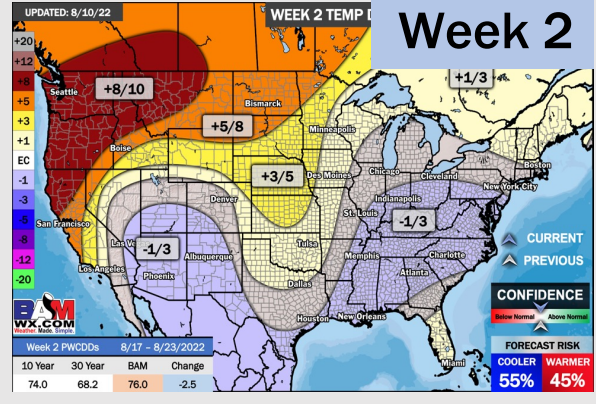 UPDATED: 8/10/22
WEEK 2 TEMP D
Week 2
+20
+12
+8
+5
+3
+1
EC
-1
-3
-5
-8
-12
-20
+8/10
+1/3
Seattle
Bismarck
+5/8
Minneapolis
Boise
+3/5
Des Moines
Chicago
Cleveland
Boston
New York City
Denver
Indianapolis
San Francisco
St. Louis
-1/3
Las Ve
-1/3
Albuquerque
Tulsa
Memphis
Charlotte
CURRENT
PREVIOUS
Los Angeles
Phoenix
Atlanta
Dallas
CONFIDENCE
Below Normal
Above Normal
Houston
New Orleans
Miami
BAM
WX.COM
Weather. Made. Simple.
Week 2 PWCDDs 8/17 - 8/23/2022
10 Year 30 Year BAM Change
74.0 68.2 76.0 -2.5
FORECAST RISK
COOLER WARMER
55% 45%